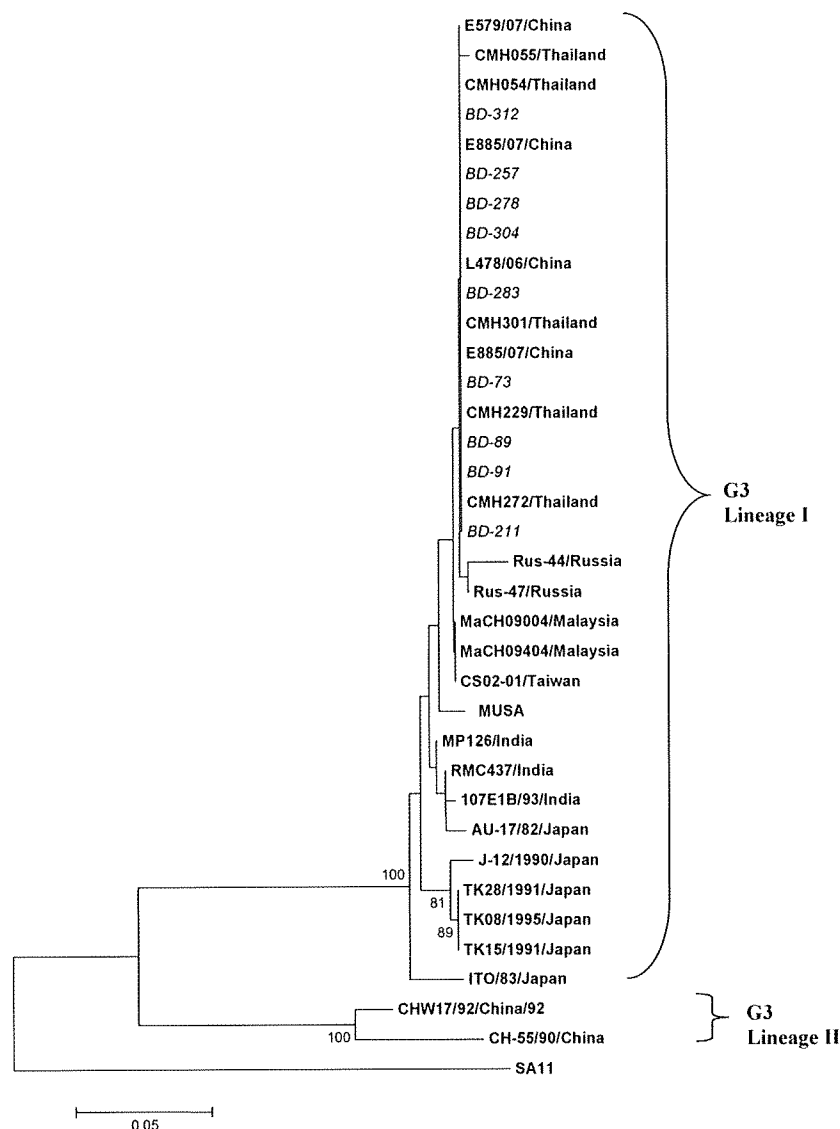 E579/07/China
CMH055/Thailand
CMH054/Thailand
BD-312
E885/07/China
BD-257
BD-278
BD-304
L478/06/China
BD-283
CMH301/Thailand
E885/07/China
BD-73
CMH229/Thailand
BD-89
BD-91
CMH272/Thailand
BD-211
G3
Lineage I
Rus-44/Russia
Rus-47/Russia
MaCH09004/Malaysia
MaCH09404/Malaysia
CS02-01/Taiwan
MUSA
MP126/India
RMC437/India
107E1B/93/India
AU-17/82/Japan
J-12/1990/Japan
100
TK28/1991/Japan
81
TK08/1995/Japan
89
TK15/1991/Japan
ITO/83/Japan
CHW17/92/China/92
G3
Lineage II
100
CH-55/90/China
SA11
0.05